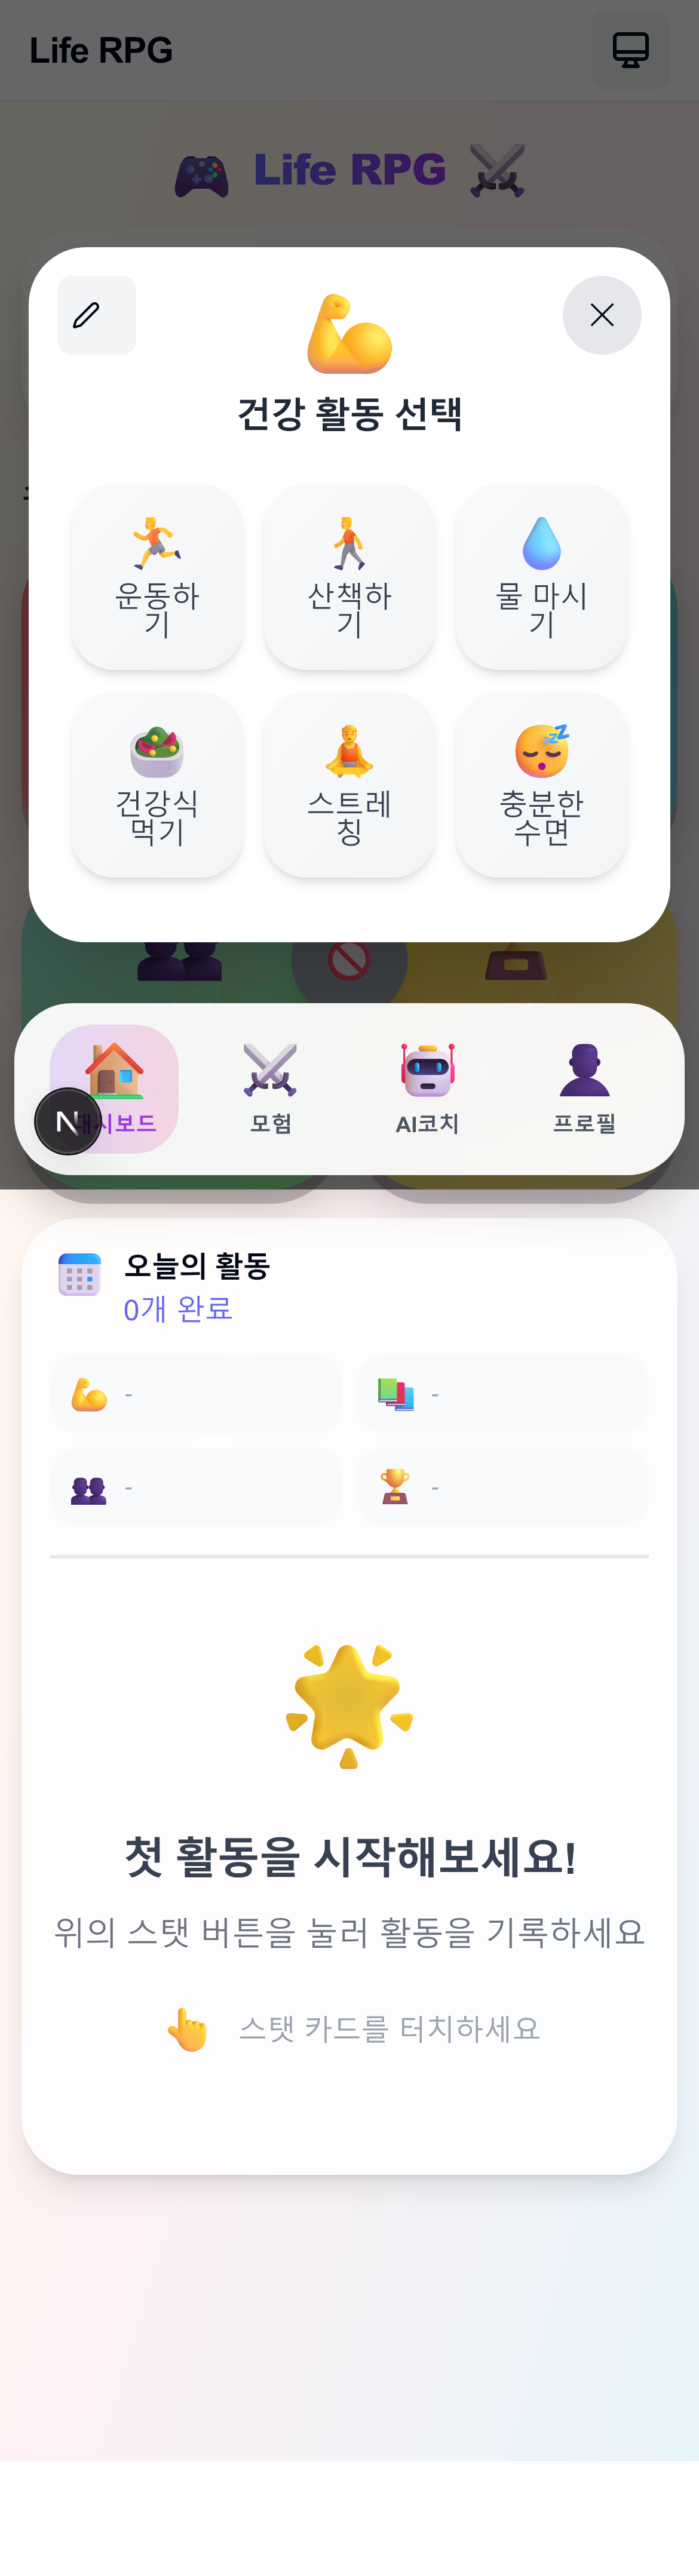 Life RPG
Life RPG
건강 활동 선택
운동하
기
산책하
기
물 마시
기
건강식
먹기
스트레
칭
충분한
수면
N
대시보드
모험
AI코치
프로필
오늘의 활동
0개 완료
-
-
-
-
첫 활동을 시작해보세요!
위의 스탯 버튼을 눌러 활동을 기록하세요
스탯 카드를 터치하세요